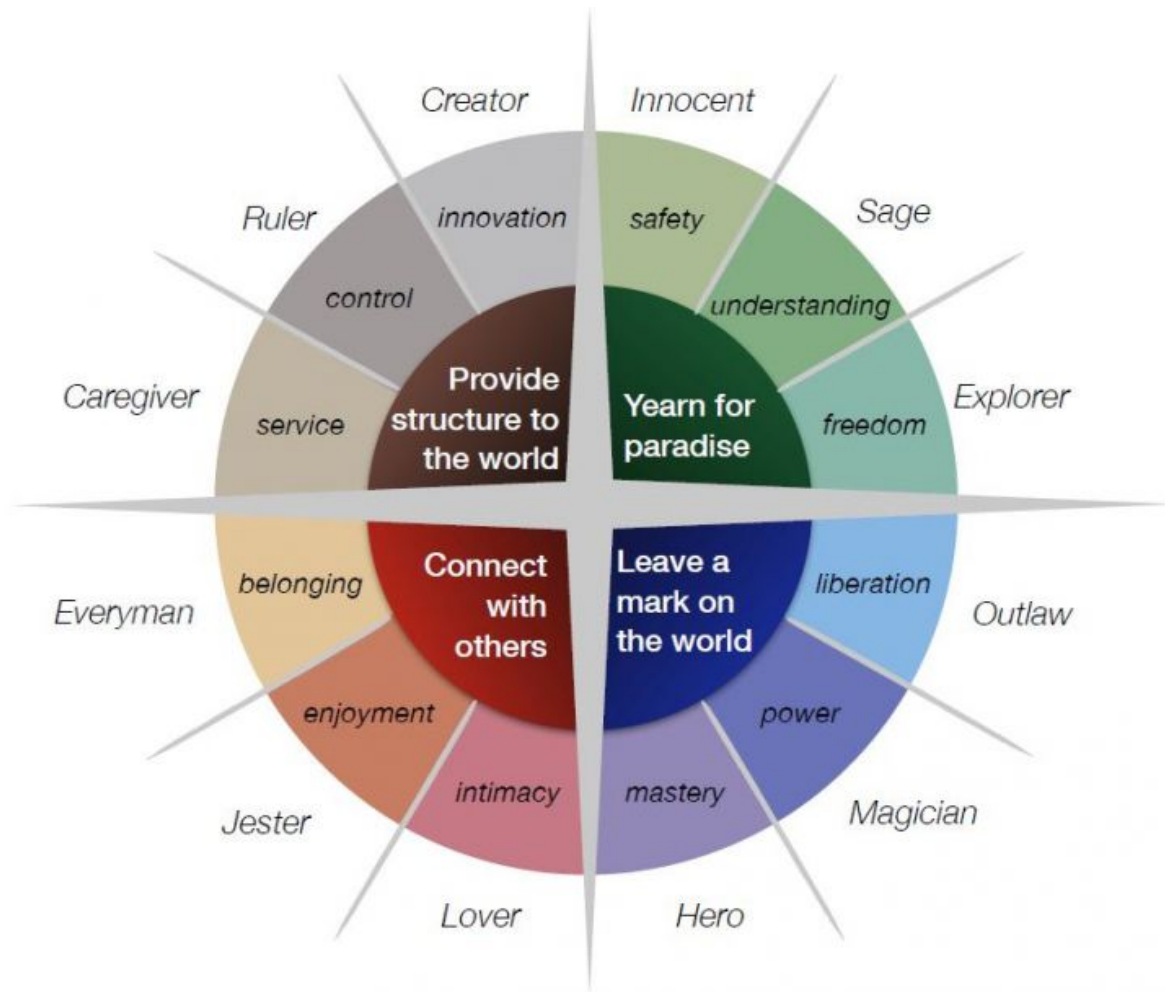 Creator
Innocent
Ruler
innovation
safety
Sage
control
understanding
Caregiver
service
Provide
structure to
the world
Yearn for
paradise
freedom
Explorer
Everyman
belonging
Connect
with
others
Leave a
mark on
the world
liberation
Outlaw
enjoyment
power
Jester
intimacy
mastery
Magician
Lover
Hero